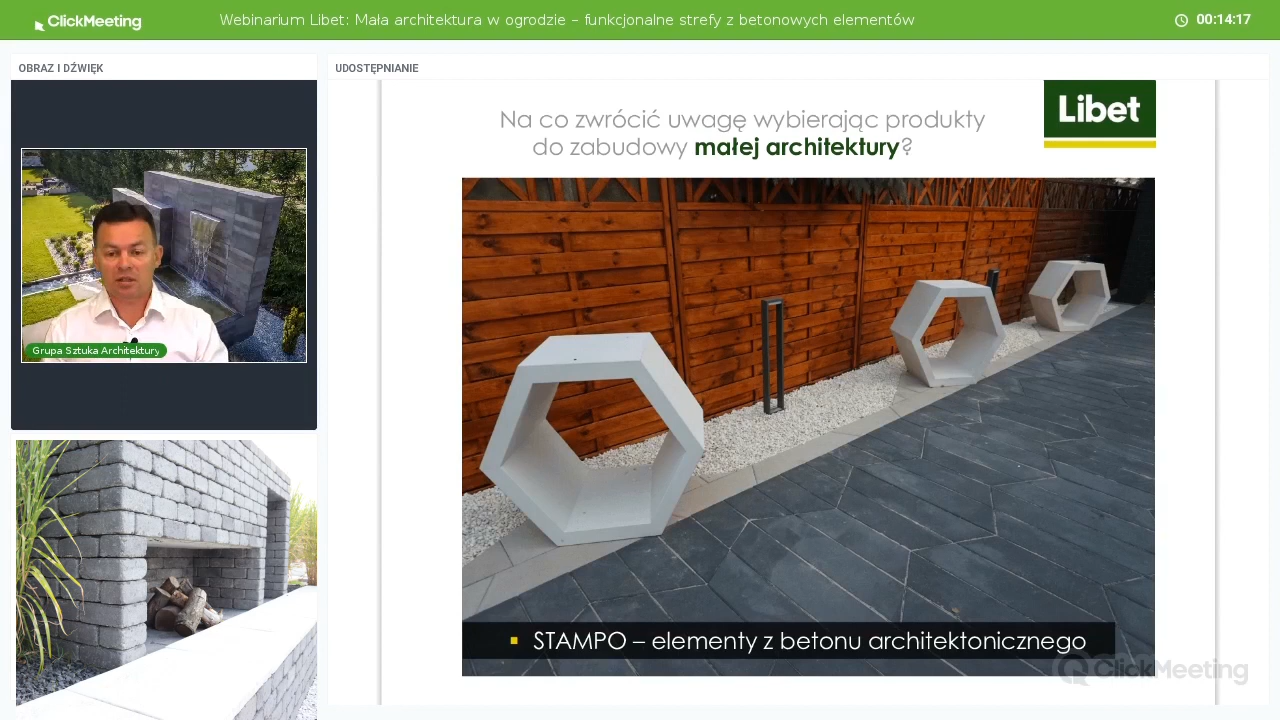 ClickMeeting
Webinarium Libet: Mała architektura w ogrodzie – funkcjonalne strefy z betonowych elementów
00:14:17
OBRAZ I DŹWIĘK
UDOSTĘPNIANIE
Grupa Sztuka Architektury
Na co zwrócić uwagę wybierając produkty
do zabudowy małej architektury?
Libet
▪ STAMPO – elementy z betonu architektonicznego
ClickMeeting